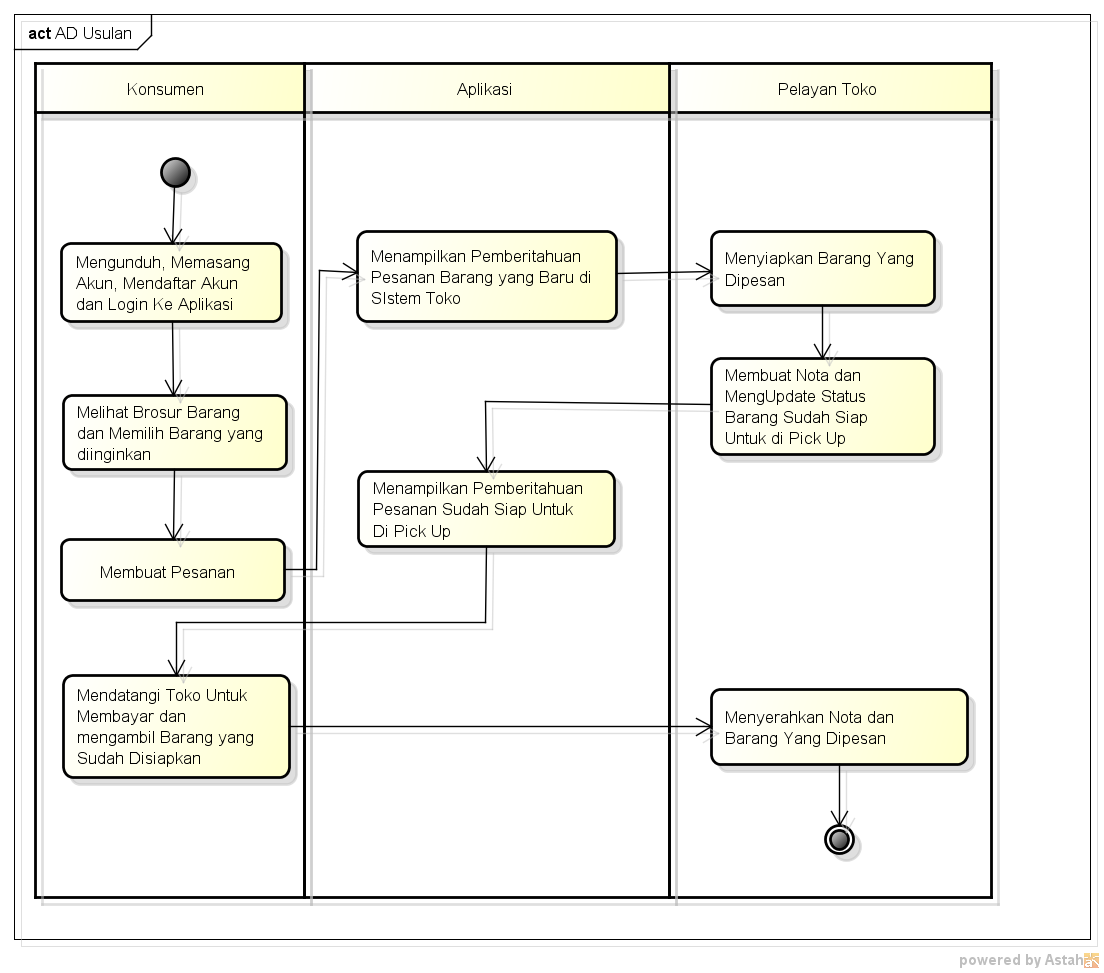 act AD Usulan
Konsumen
Aplikasi
Pelayan Toko
Mengunduh, Memasang
Akun, Mendaftar Akun
dan Login Ke Aplikasi
Melihat Brosur Barang
dan Memilih Barang yang
diinginkan
Membuat Pesanan
Menampilkan Pemberitahuan
Pesanan Barang yang Baru di
SIstem Toko
Menyiapkan Barang Yang
Dipesan
Membuat Nota dan
MengUpdate Status
Barang Sudah Siap
Untuk di Pick Up
Menampilkan Pemberitahuan
Pesanan Sudah Siap Untuk
Di Pick Up
Mendatangi Toko Untuk
Membayar dan
mengambil Barang yang
Sudah Disiapkan
Menyerahkan Nota dan
Barang Yang Dipesan
powered by Astah